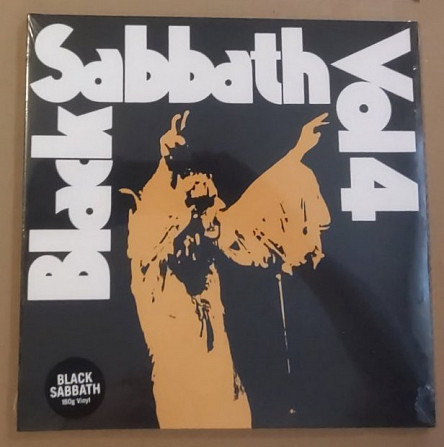 Black
Sabbath
Vol 4
BLACK
SABBATH
180g Vinyl